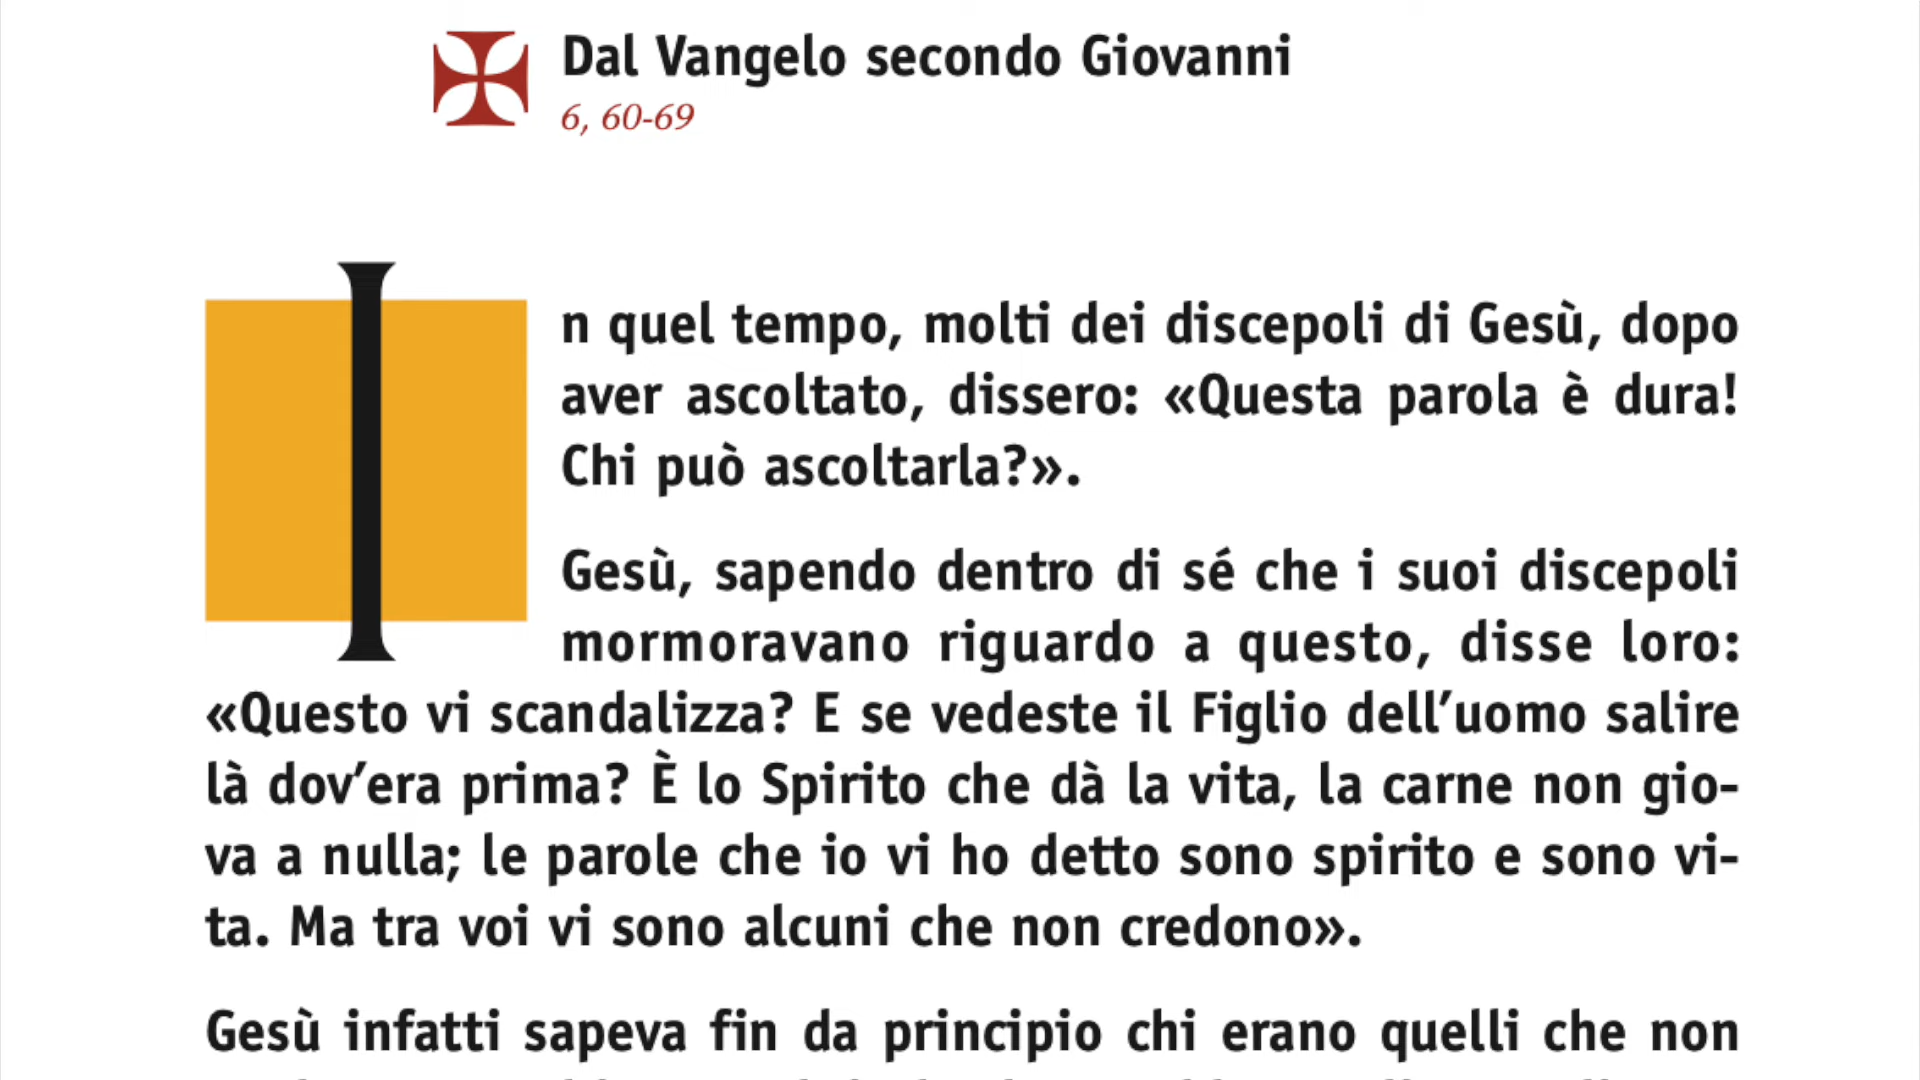 Dal Vangelo secondo Giovanni
6, 60-69
In quel tempo, molti dei discepoli di Gesù, dopo
aver ascoltato, dissero: «Questa parola è dura!
Chi può ascoltarla?».
Gesù, sapendo dentro di sé che i suoi discepoli
mormoravano riguardo a questo, disse loro:
«Questo vi scandalizza? E se vedeste il Figlio dell’uomo salire
là dov’era prima? È lo Spirito che dà la vita, la carne non gio-
va a nulla; le parole che io vi ho detto sono spirito e sono vi-
ta. Ma tra voi vi sono alcuni che non credono».
Gesù infatti sapeva fin da principio chi erano quelli che non